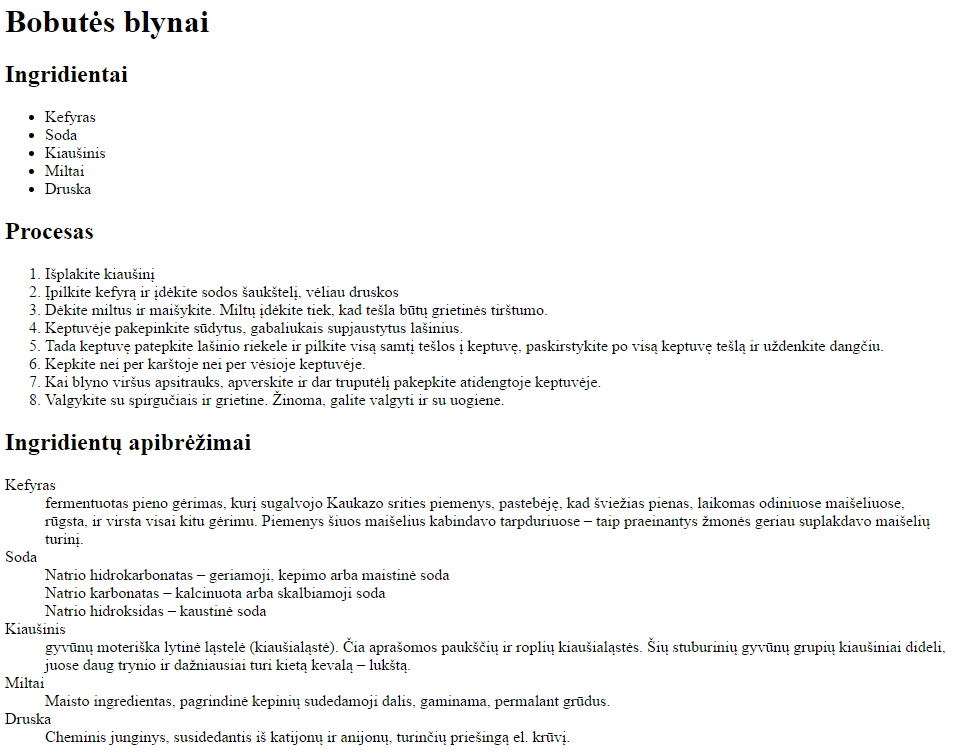 Bobutės blynai
Ingridientai
Kefyras
Soda
Kiaušinis
Miltai
Druska
Procesas
1. Išplakite kiaušinį
2. Įpilkite kefyrą ir įdėkite sodos šaukštelį, vėliau druskos
3. Dėkite miltus ir maišykite. Miltų įdėkite tiek, kad tešla būtų grietinės tirštumo.
4. Keptuvėje pakepinkite sūdytus, gabaliukais supjaustytus lašinius.
5. Tada keptuvę patepkite lašinio riekele ir pilkite visą samtį tešlos į keptuvę, paskirstykite po visą keptuvę tešlą ir uždenkite dangčiu.
6. Kepkite nei per karštoje nei per vėsioje keptuvėje.
7. Kai blyno viršus apsitrauks, apverskite ir dar truputėlį pakepkite atidengtoje keptuvėje.
8. Valgykite su spirgučiais ir grietine. Žinoma, galite valgyti ir su uogiene.
Ingridientų apibrėžimai
Kefyras
fermentuotas pieno gėrimas, kurį sugalvojo Kaukazo srities piemenys, pastebėję, kad šviežias pienas, laikomas odiniuose maišeliuose,
rūgsta, ir virsta visai kitu gėrimu. Piemenys šiuos maišelius kabindavo tarpduriuose – taip praeinantys žmonės geriau suplakdavo maišelių
turinį.
Soda
Natrio hidrokarbonatas – geriamoji, kepimo arba maistinė soda
Natrio karbonatas – kalcinuota arba skalbiamoji soda
Natrio hidroksidas – kaustinė soda
Kiaušinis
gyvūnų moteriška lytinė ląstelė (kiaušialąstė). Čia aprašomos paukščių ir roplių kiaušialąstės. Šių stuburinių gyvūnų grupių kiaušiniai dideli,
juose daug trynio ir dažniausiai turi kietą kevalą – lukštą.
Miltai
Maisto ingredientas, pagrindinė kepinių sudedamoji dalis, gaminama, permalant grūdus.
Druska
Cheminis junginys, susidedantis iš katijonų ir anijonų, turinčių priešingą el. krūvį.